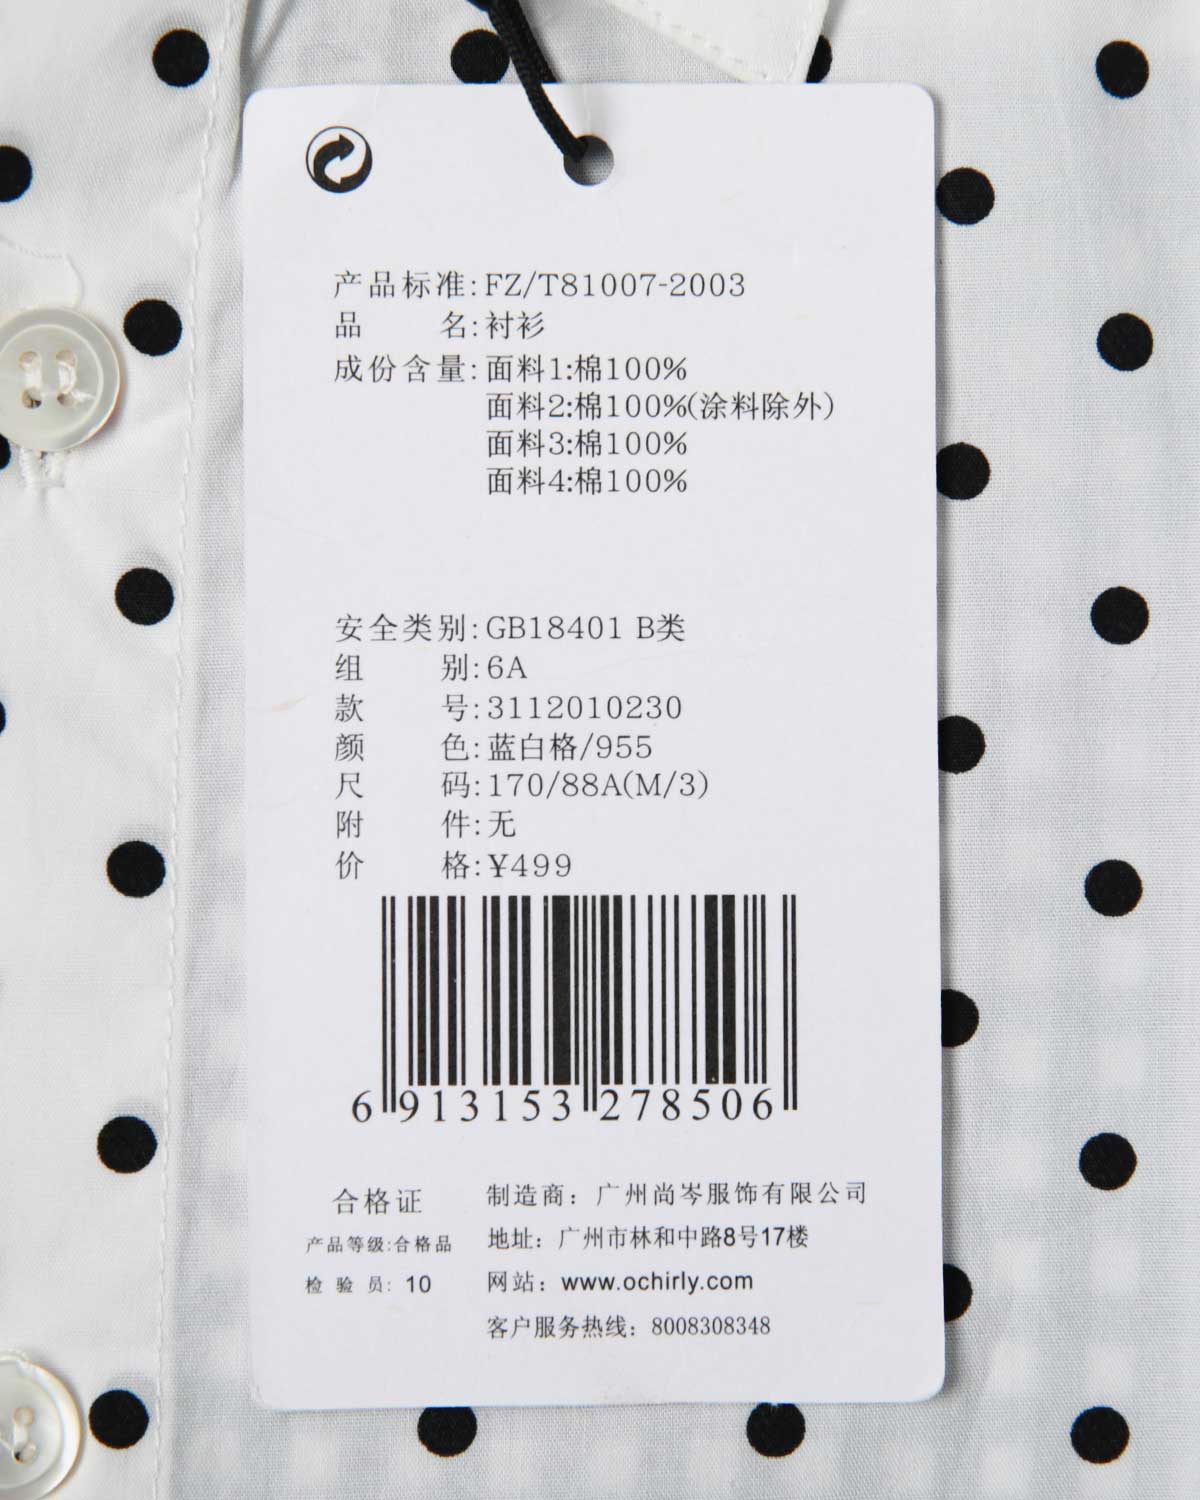 产品标准:FZ/T81007-2003
品名:衬衫
成份含量:面料1:棉100%
面料2:棉100%(涂料除外)
面料3:棉100%
面料4:棉100%
安全类别:GB18401 B类
组别:6A
款号:3112010230
颜色:蓝白格/955
尺码:170/88A(M/3)
附件:无
价格:¥499
6 913153 278506
合格证
产品等级:合格品
检验员: 10
制造商：广州尚岑服饰有限公司
地址：广州市林和中路8号17楼
网站：www.ochirly.com
客户服务热线：8008308348